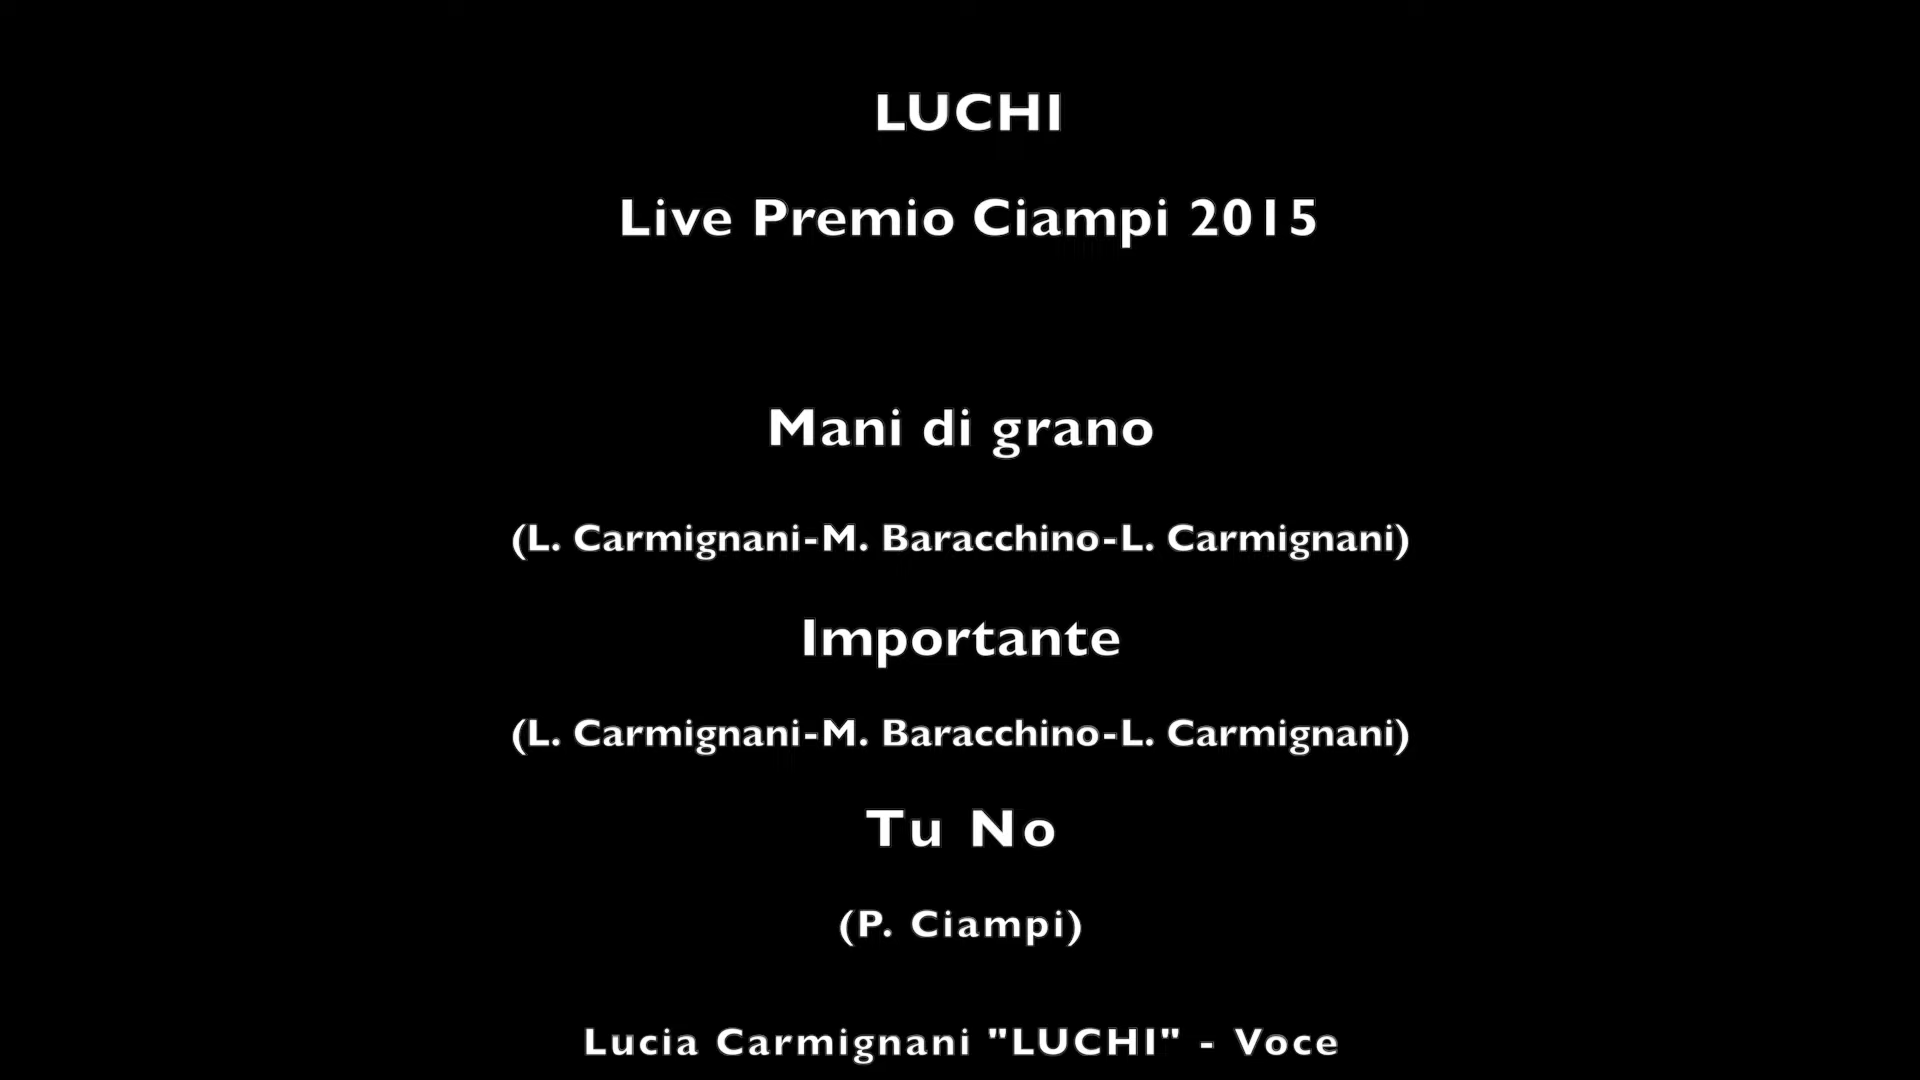 LUCHI
Live Premio Ciampi 2015
Mani di grano
(L. Carmignani-M. Baracchino-L. Carmignani)
Importante
(L. Carmignani-M. Baracchino-L. Carmignani)
Tu No
(P. Ciampi)
Lucia Carmignani "LUCHI" - Voce